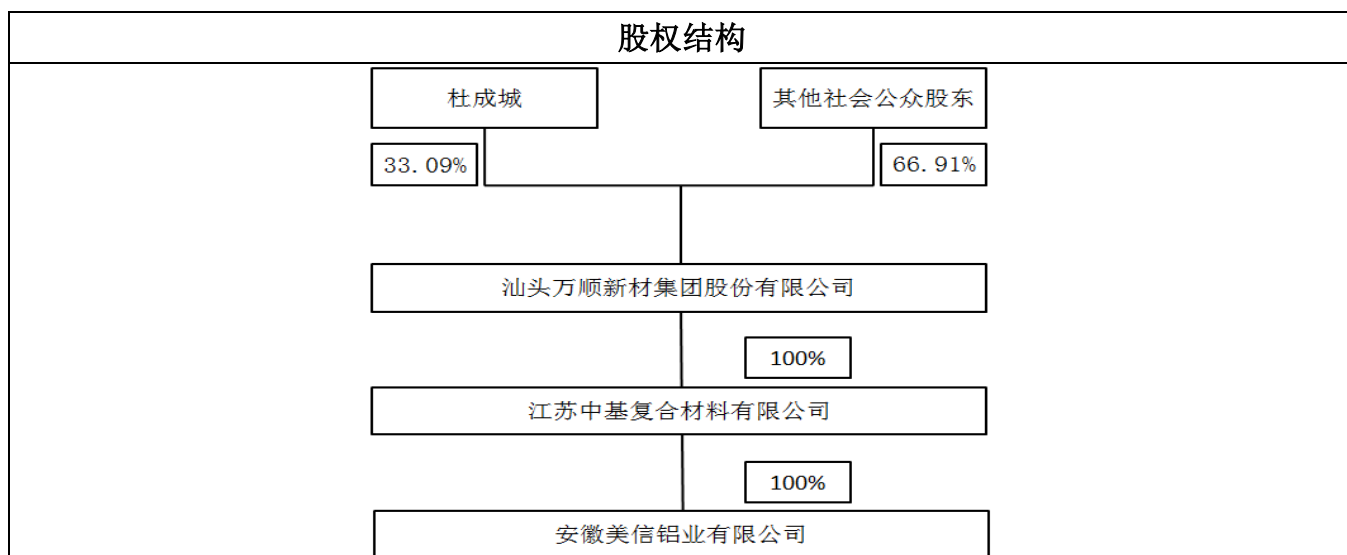 股权结构
杜成城
其他社会公众股东
33.09%
66.91%
汕头万顺新材集团股份有限公司
100%
江苏中基复合材料有限公司
100%
安徽美信铝业有限公司